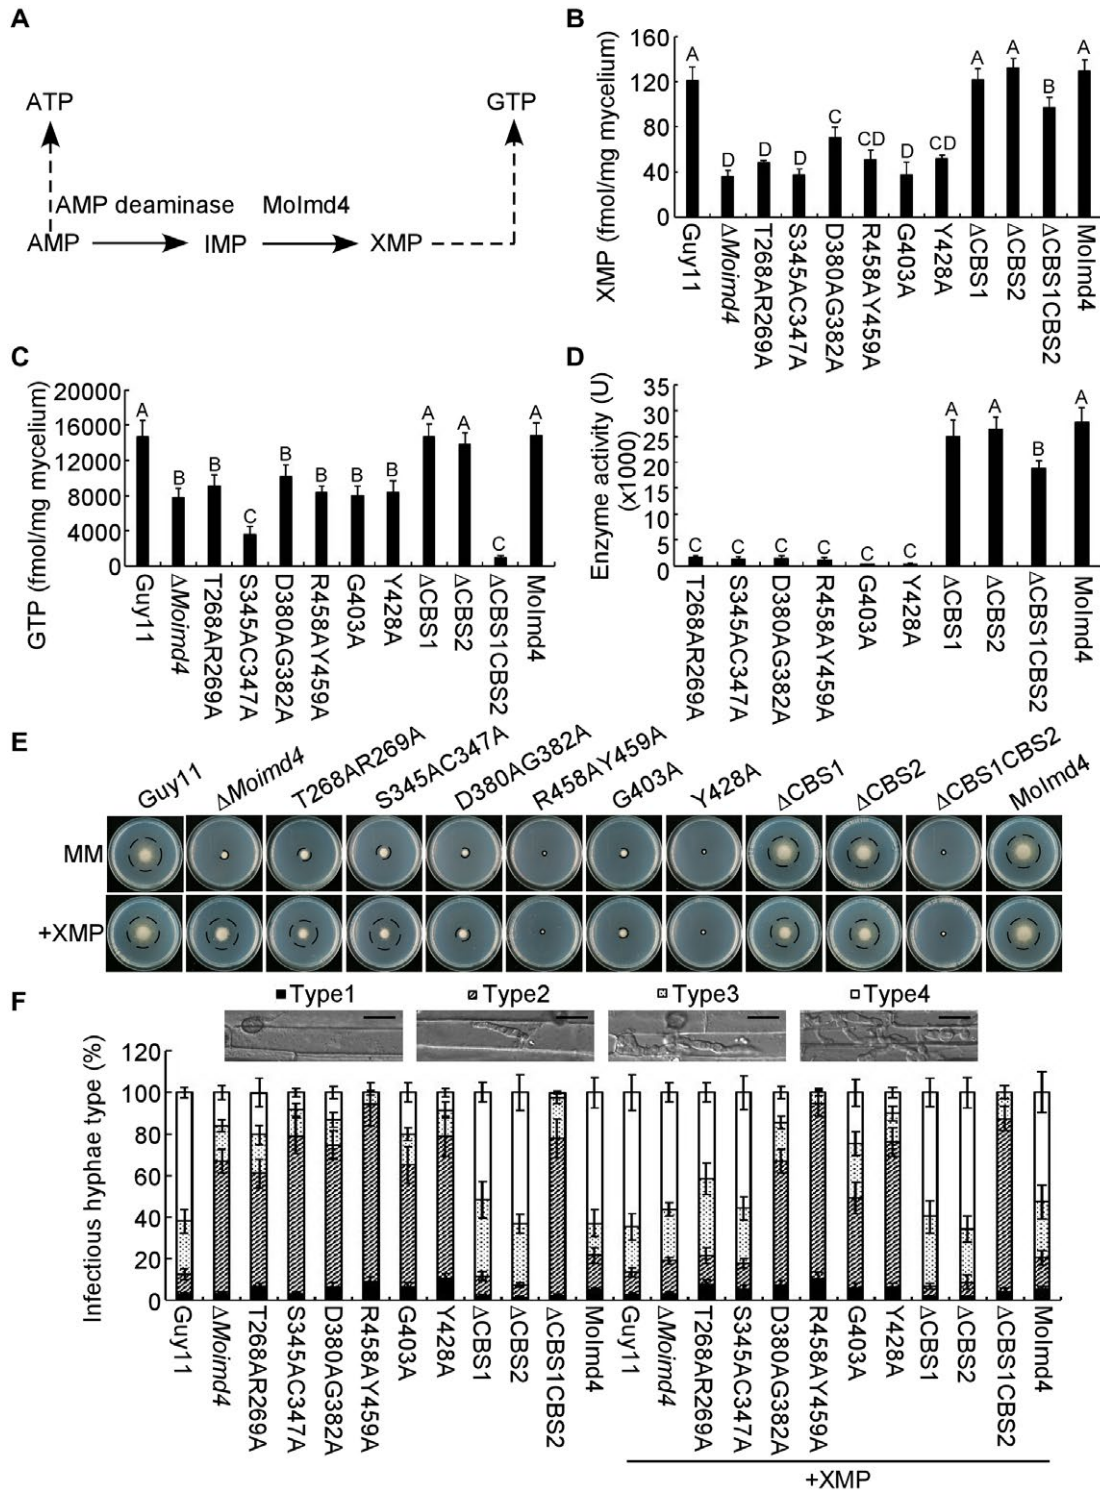 A
ATP
GTP
AMP deaminase
MoImd4
AMP
IMP
XMP
B
XMP (fmol/mg mycelium)
160
120
80
40
0
A
D
D
D
C
CD
D
CD
A
A
B
A
Guy11
ΔMoimd4
T268AR269A
S345AC347A
D380AG382A
R458AY459A
G403A
Y428A
ΔCBS1
ΔCBS2
ΔCBS1CBS2
MoImd4
C
GTP (fmol/mg mycelium)
20000
16000
12000
8000
4000
0
A
B
B
C
B
B
B
B
A
A
C
A
Guy11
ΔMoimd4
T268AR269A
S345AC347A
D380AG382A
R458AY459A
G403A
Y428A
ΔCBS1
ΔCBS2
ΔCBS1CBS2
MoImd4
D
Enzyme activity (U)
(x1000)
35
30
25
20
15
10
5
0
C
C
C
C
C
C
A
A
B
A
T268AR269A
S345AC347A
D380AG382A
R458AY459A
G403A
Y428A
ΔCBS1
ΔCBS2
ΔCBS1CBS2
MoImd4
E
Guy11
ΔMoimd4
T268AR269A
S345AC347A
D380AG382A
R458AY459A
G403A
Y428A
ΔCBS1
ΔCBS2
ΔCBS1CBS2
MoImd4
MM
+XMP
F
Type1
Type2
Type3
Type4
Infectious hyphae type (%)
120
100
80
60
40
20
0
Guy11
ΔMoimd4
T268AR269A
S345AC347A
D380AG382A
R458AY459A
G403A
Y428A
ΔCBS1
ΔCBS2
ΔCBS1CBS2
MoImd4
Guy11
ΔMoimd4
T268AR269A
S345AC347A
D380AG382A
R458AY459A
G403A
Y428A
ΔCBS1
ΔCBS2
ΔCBS1CBS2
MoImd4
+XMP